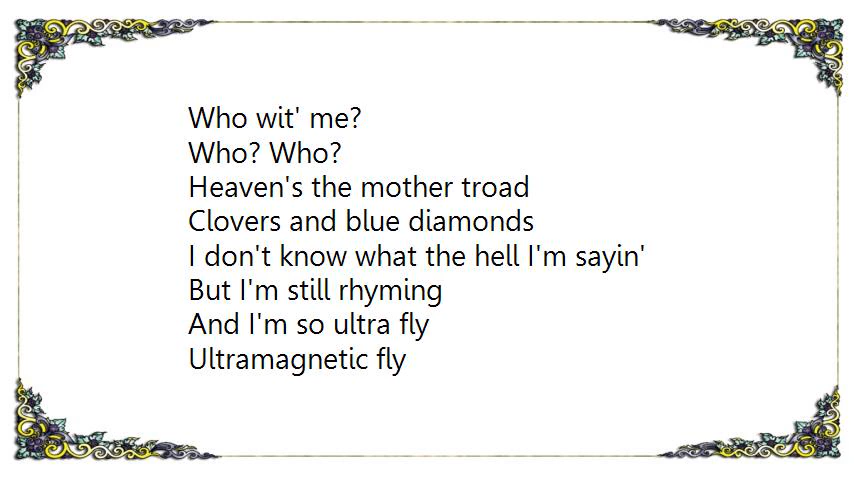 Who wit' me?
Who? Who?
Heaven's the mother troad
Clovers and blue diamonds
I don't know what the hell I'm sayin'
But I'm still rhyming
And I'm so ultra fly
Ultramagnetic fly